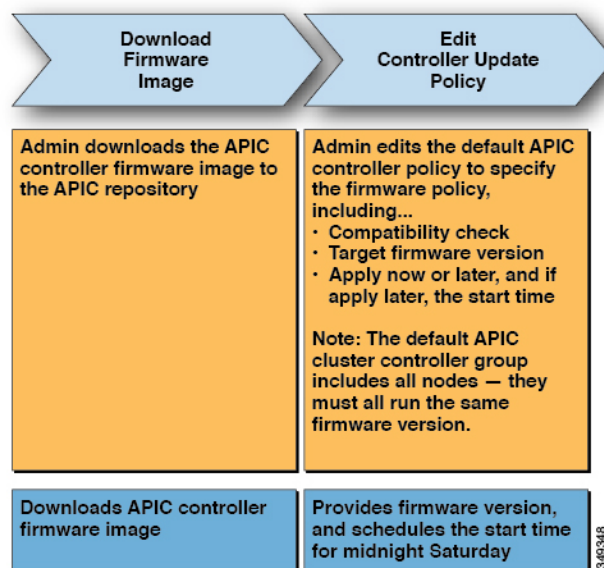 Download
Firmware
Image
Edit
Controller Update
Policy
Admin downloads the APIC
controller firmware image to
the APIC repository
Admin edits the default APIC
controller policy to specify
the firmware policy,
including...
· Compatibility check
· Target firmware version
· Apply now or later, and if
apply later, the start time
Note: The default APIC
cluster controller group
includes all nodes — they
must all run the same
firmware version.
Downloads APIC controller
firmware image
Provides firmware version,
and schedules the start time
for midnight Saturday
349348